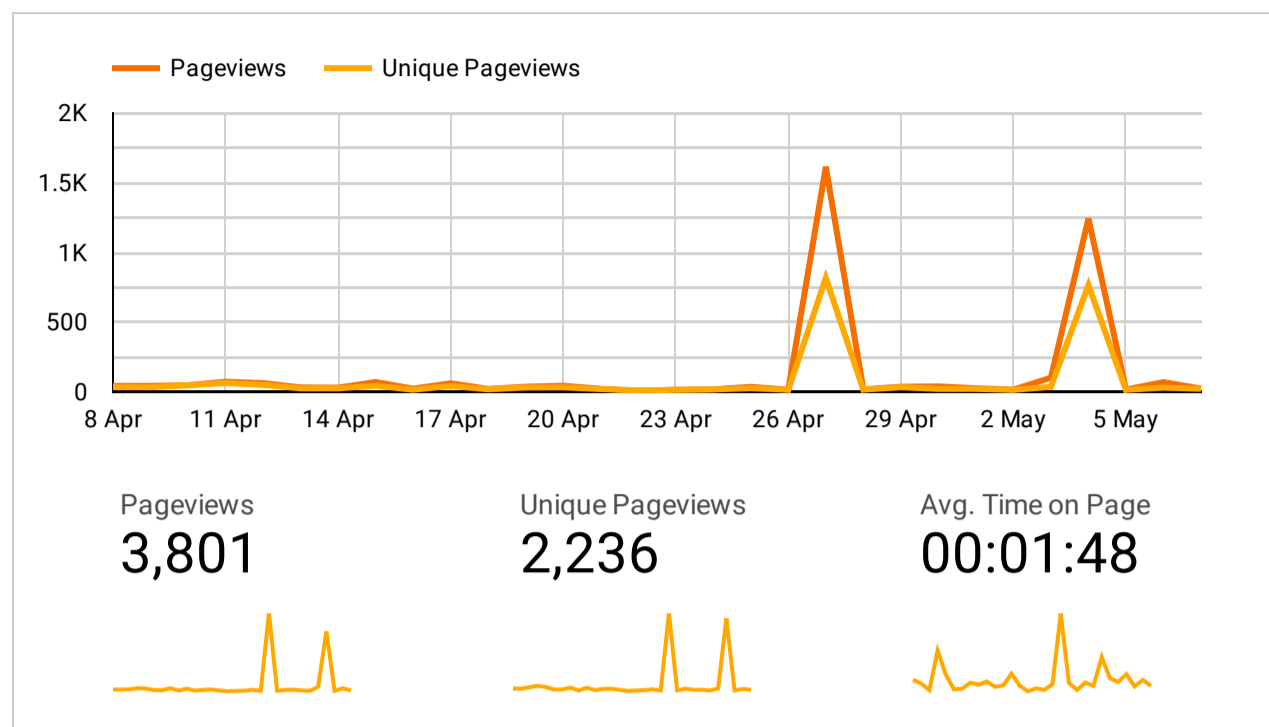 Pageviews Unique Pageviews
2K
1.5K
1K
500
0
8 Apr 11 Apr 14 Apr 17 Apr 20 Apr 23 Apr 26 Apr 29 Apr 2 May 5 May
Pageviews Unique Pageviews Avg. Time on Page
3,801 2,236 00:01:48